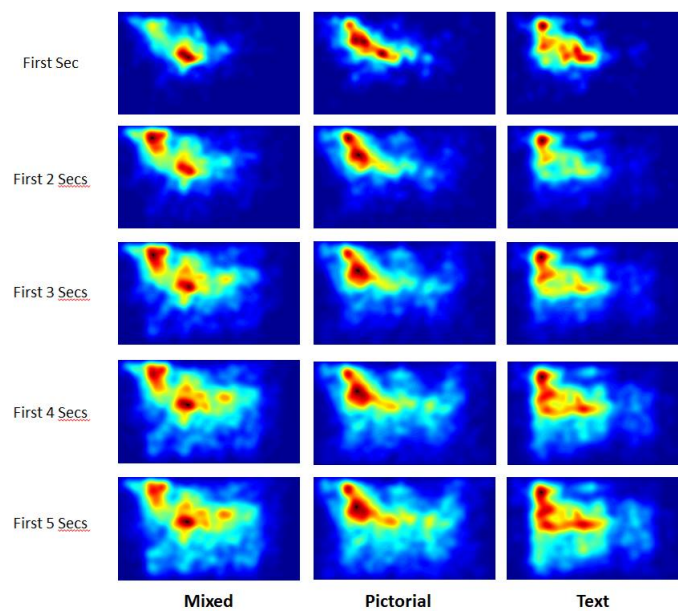 First Sec
First 2 Secs
First 3 Secs
First 4 Secs
First 5 Secs
Mixed Pictorial Text